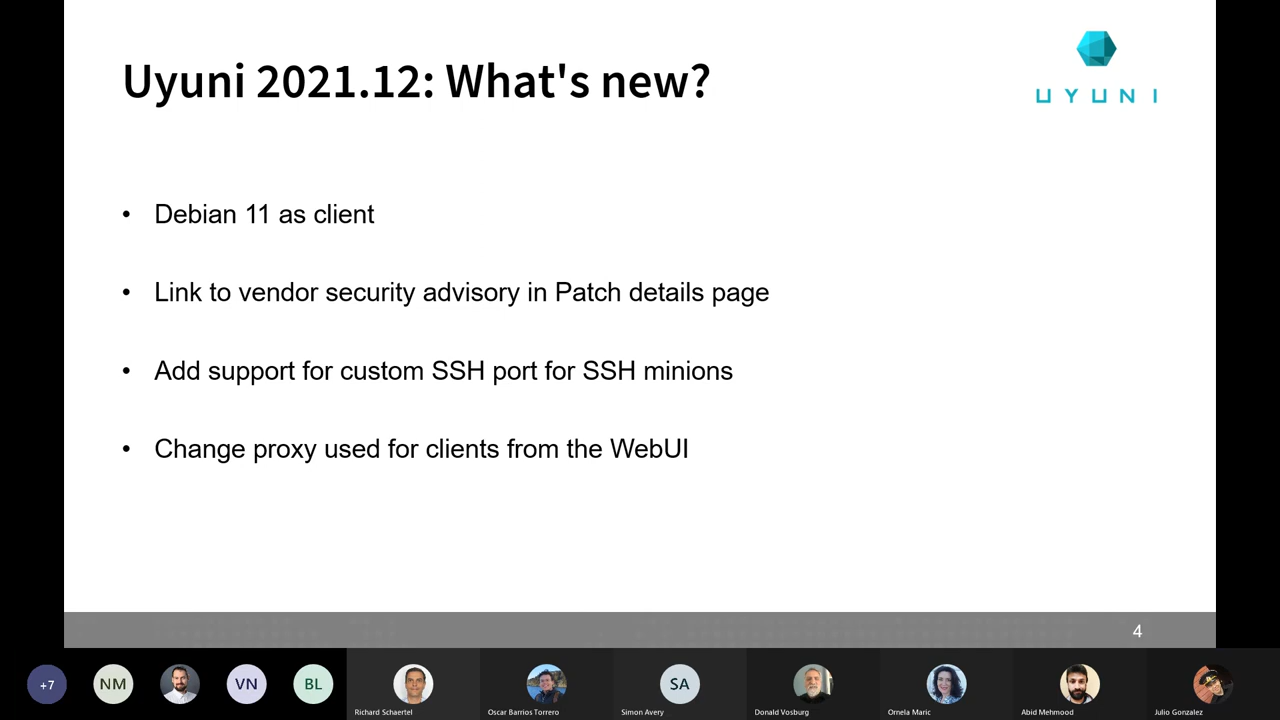 Uyuni 2021.12: What's new?
UYUNI
• Debian 11 as client
• Link to vendor security advisory in Patch details page
• Add support for custom SSH port for SSH minions
• Change proxy used for clients from the WebUI
4
+7
NM
VN
BL
SA
Richard Schaertel
Oscar Barrios Torrero
Simon Avery
Donald Vosburg
Ornela Maric
Abid Mehmood
Julio Gonzalez